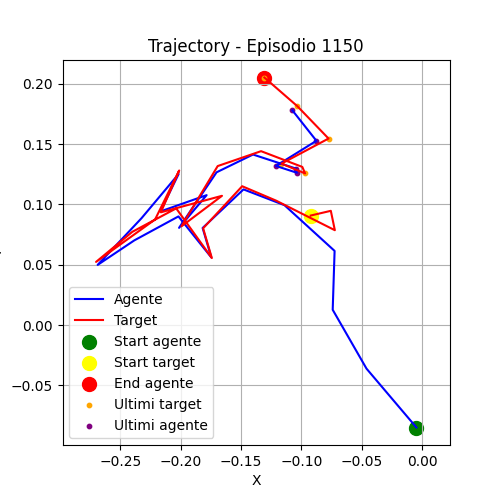 Trajectory - Episodio 1150
0.20
0.15
0.10
0.05
0.00
−0.05
Agente
Target
Start agente
Start target
End agente
Ultimi target
Ultimi agente
−0.25 −0.20 −0.15 −0.10 −0.05 0.00
X